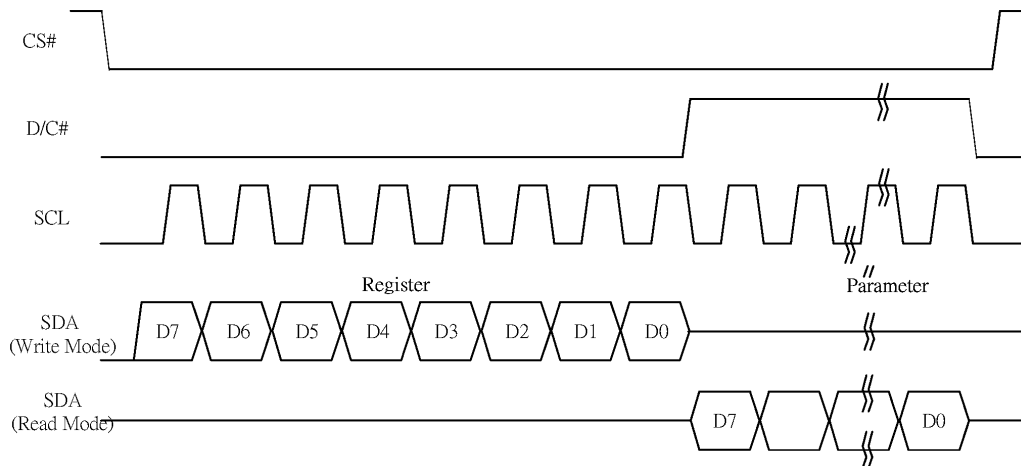 CS#
D/C#
SCL
Register Parameter
SDA
(Write Mode)
D7 D6 D5 D4 D3 D2 D1 D0
SDA
(Read Mode)
D7 D0